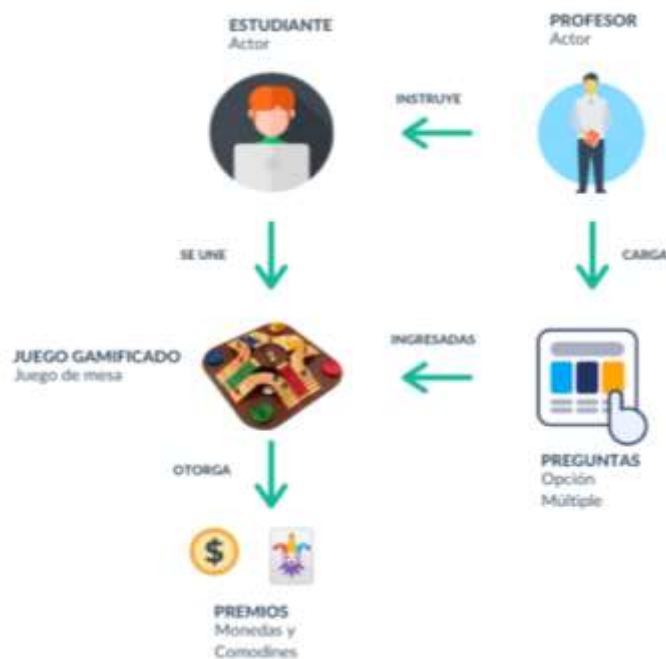 ESTUDIANTE
Actor
PROFESOR
Actor
INSTRUYE
SE UNE
CARGA
JUEGO GAMIFICADO
Juego de mesa
INGRESADAS
PREGUNTAS
Opción
Múltiple
OTORGA
$
PREMIOS
Monedas y
Comodines